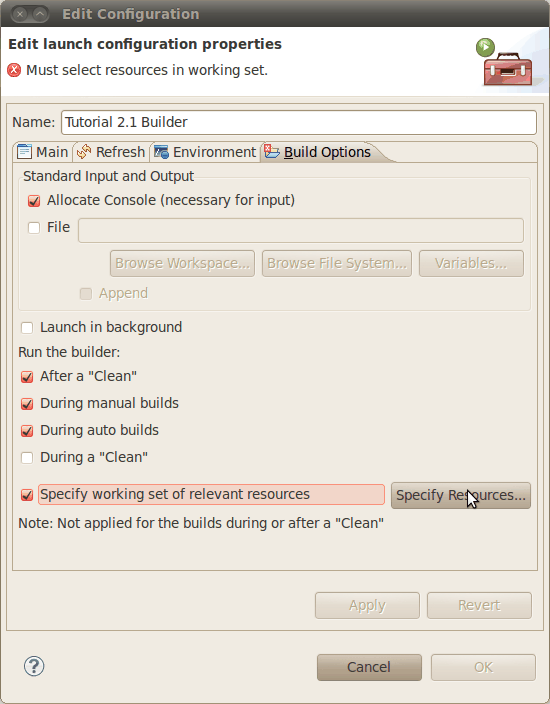 Edit Configuration
Edit launch configuration properties
Must select resources in working set.
Name: Tutorial 2.1 Builder
Main Refresh Environment Build Options
Standard Input and Output
Allocate Console (necessary for input)
File
Browse Workspace... Browse File System... Variables...
Append
Launch in background
Run the builder:
After a "Clean"
During manual builds
During auto builds
During a "Clean"
Specify working set of relevant resources Specify Resources...
Note: Not applied for the builds during or after a "Clean"
Apply Revert
? Cancel OK